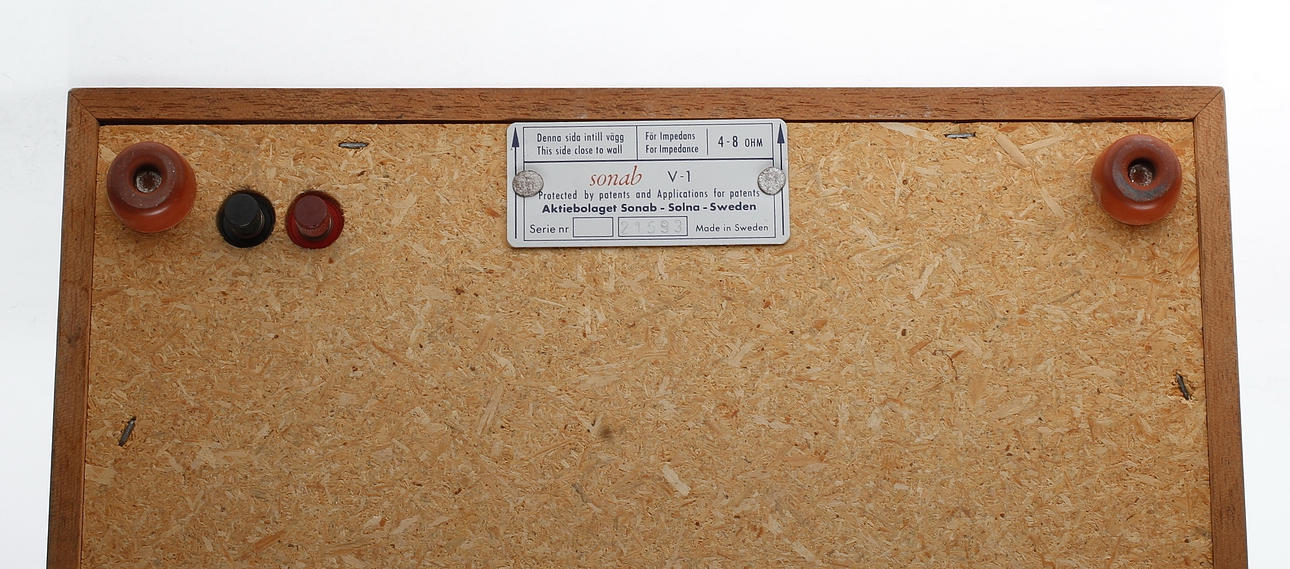 Denna sida intill vägg
This side close to wall
För Impedans
For Impedance
4-8 OHM
sonab V-1
Protected by patents and Applications for patents
Aktiebolaget Sonab - Solna - Sweden
Serie nr 21593 Made in Sweden